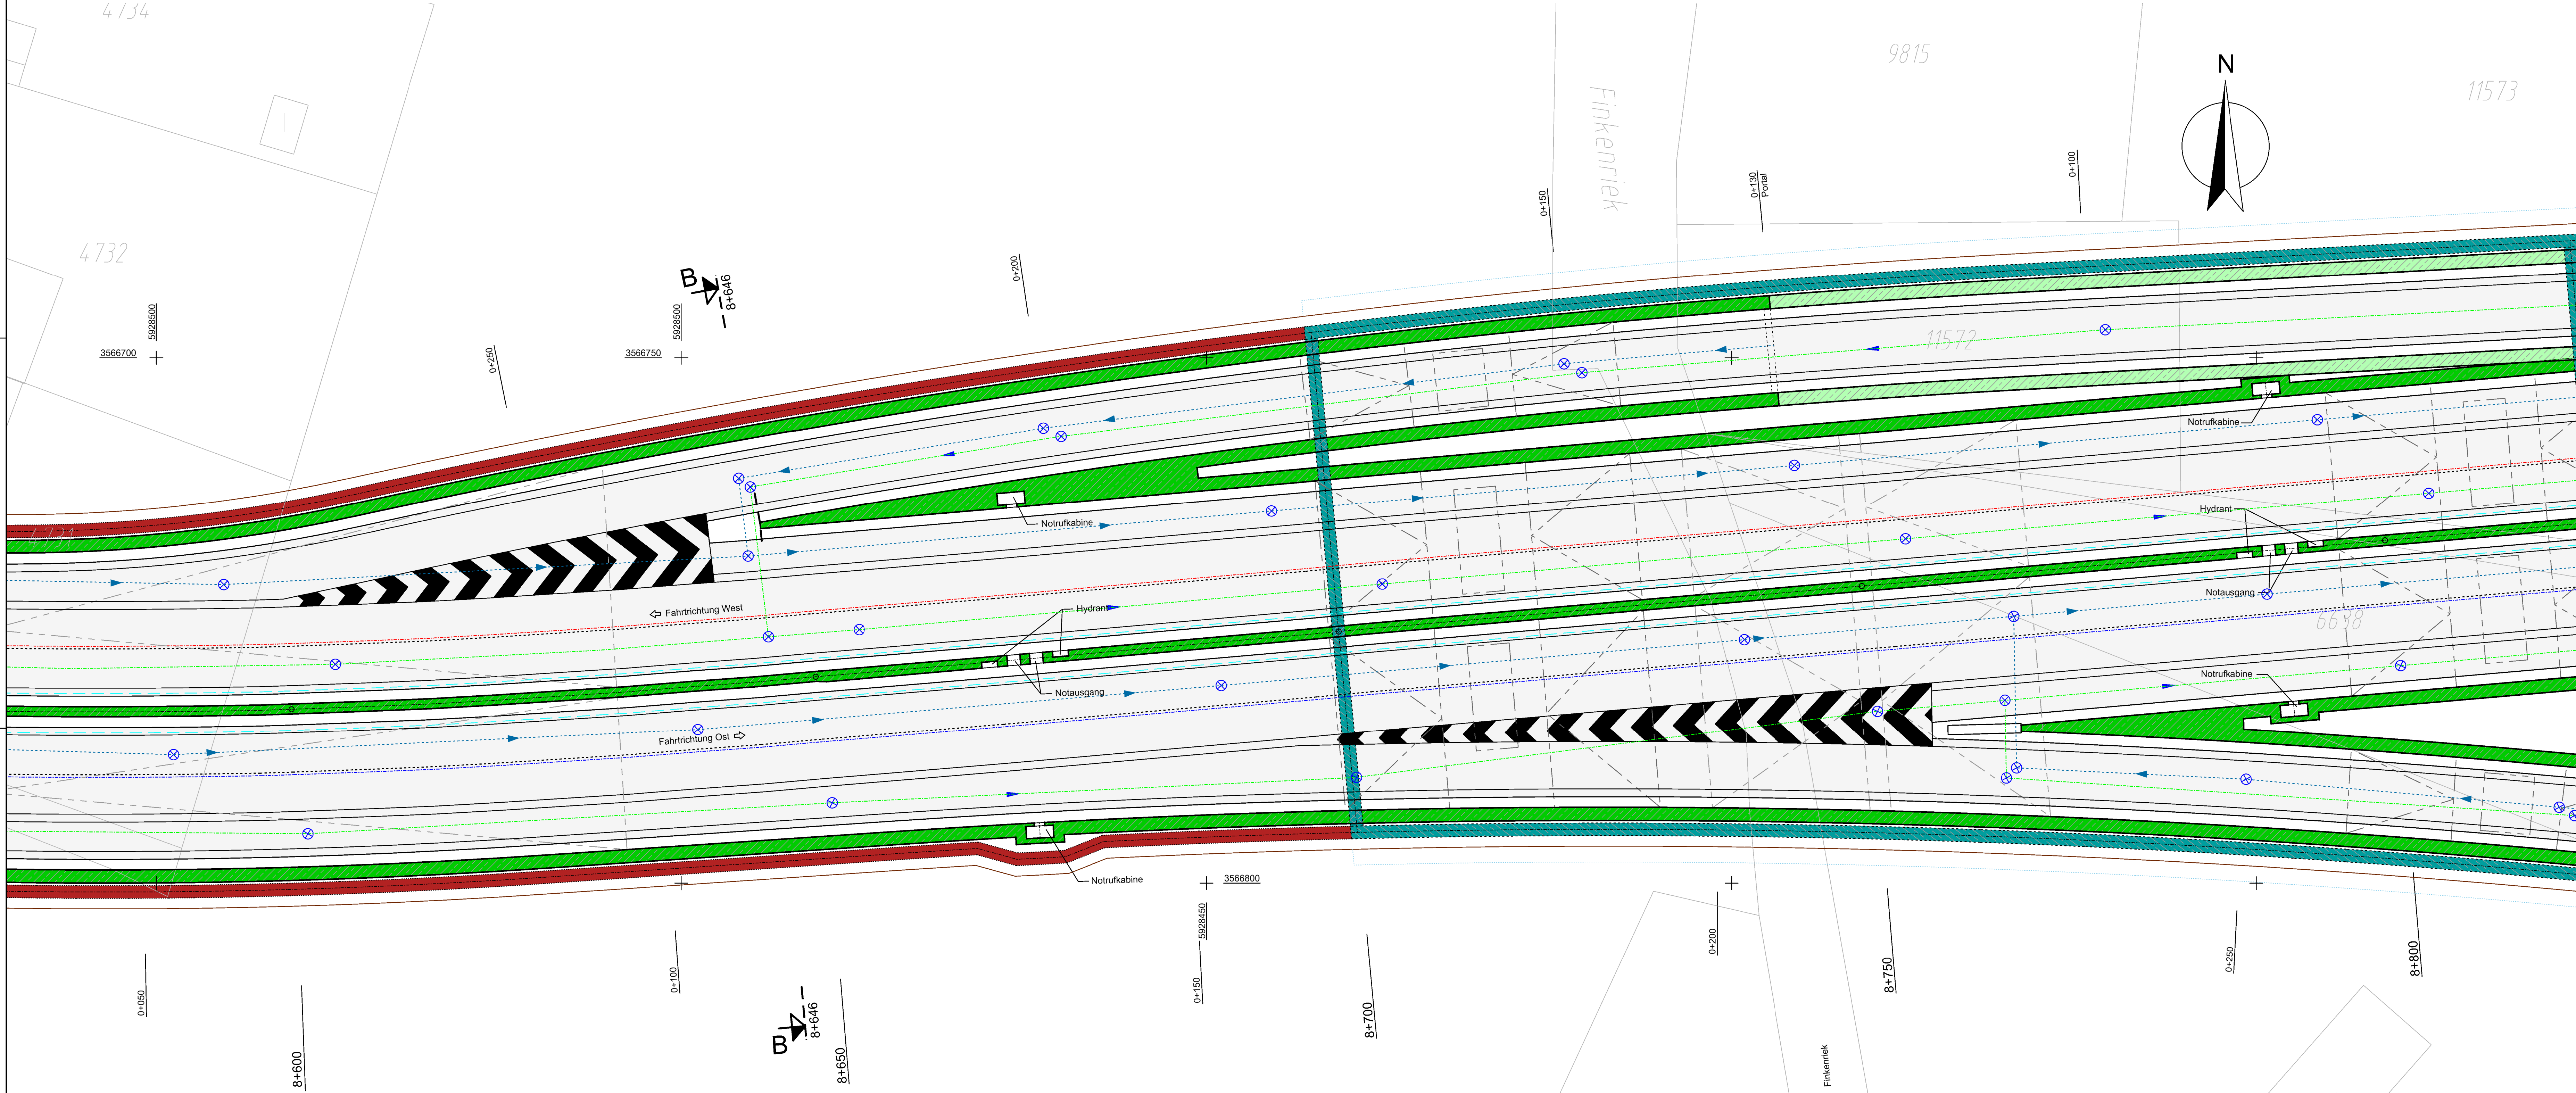 4734
9815
11573
N
Finkenriek
0+100
0+130
Portal
0+150
4732
0+200
B
8+646
5928500
5928500
3566700
3566750
0+250
11572
Notrufkabine
Notrufkabine
4731
Hydrant
Fahrtrichtung West
Hydrant
Notausgang
6638
Notausgang
Notrufkabine
Fahrtrichtung Ost
Notrufkabine
3566800
5928450
0+050
0+100
0+150
0+200
0+250
8+600
B
8+646
8+650
8+700
8+750
8+800
Finkenriek